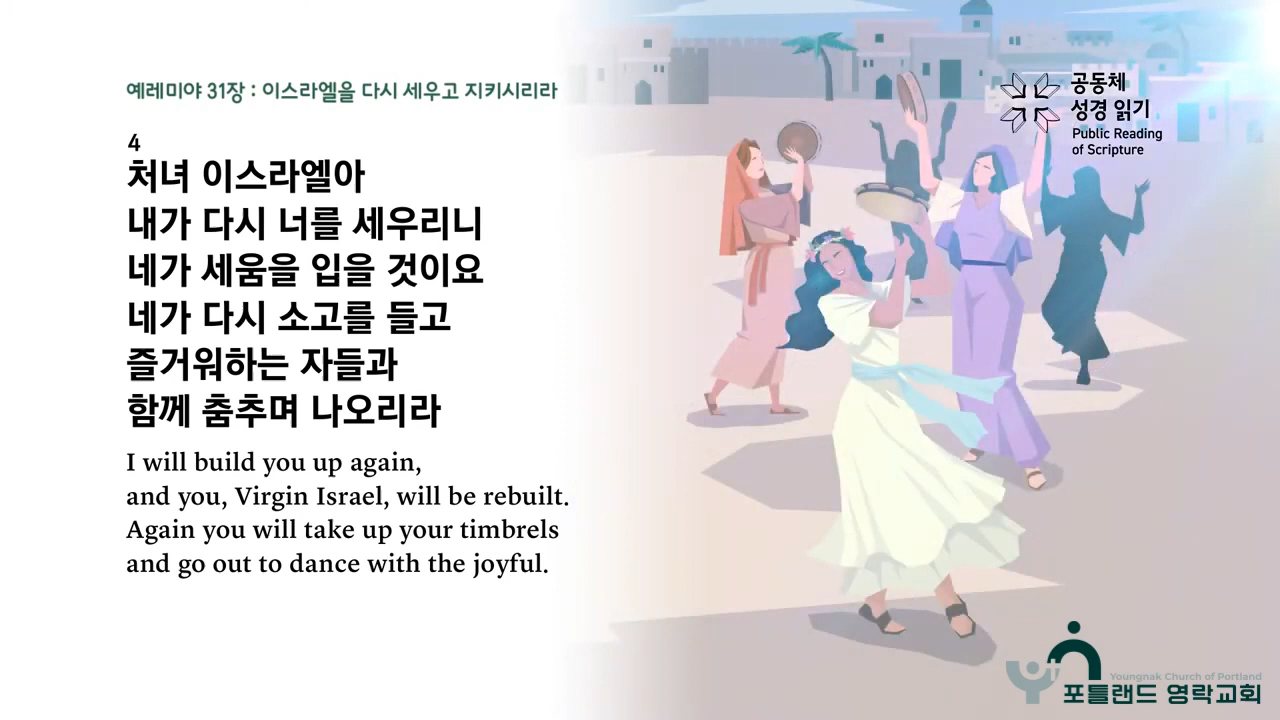 예레미야 31장 : 이스라엘을 다시 세우고 지키시리라
4
처녀 이스라엘아
내가 다시 너를 세우리니
네가 세움을 입을 것이요
네가 다시 소고를 들고
즐거워하는 자들과
함께 춤추며 나오리라
I will build you up again,
and you, Virgin Israel, will be rebuilt.
Again you will take up your timbrels
and go out to dance with the joyful.
공동체
성경 읽기
Public Reading
of Scripture
Youngnak Church of Portland
포틀랜드 영락교회